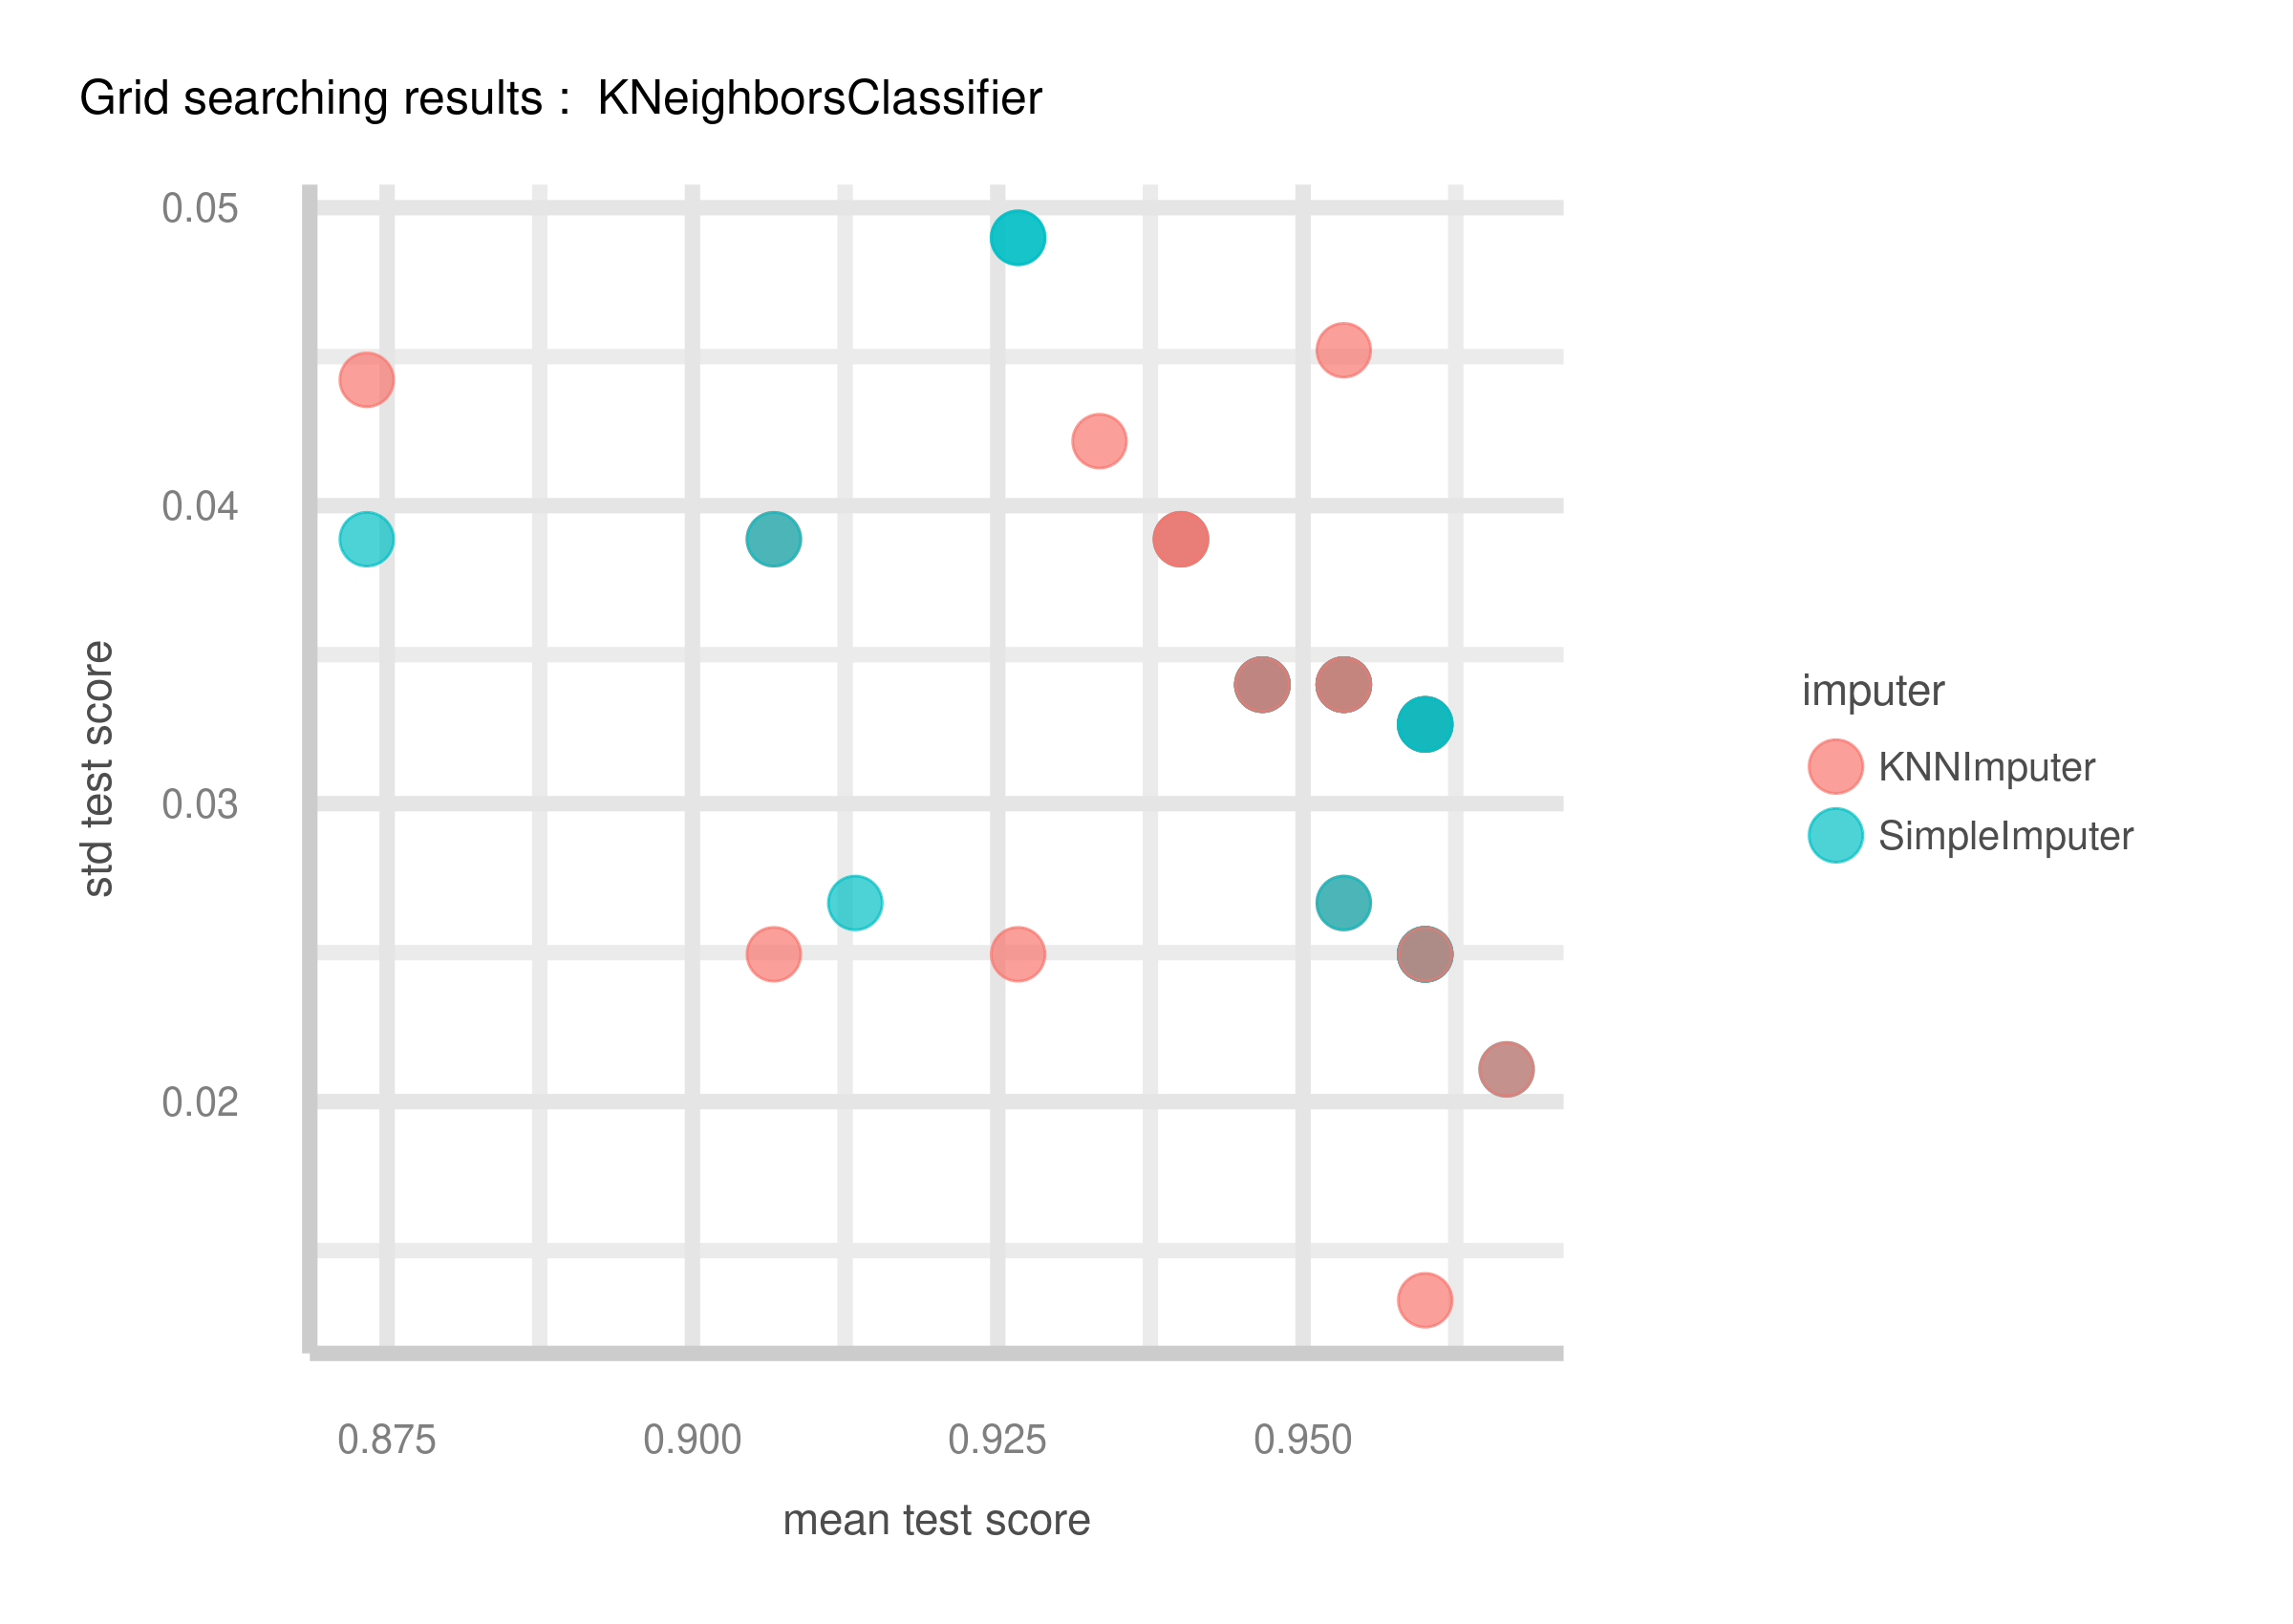 Grid searching results :  KNeighborsClassifier
0.05
0.04
0.03
0.02
std test score
0.875
0.900
0.925
0.950
mean test score
imputer
KNNImputer
SimpleImputer